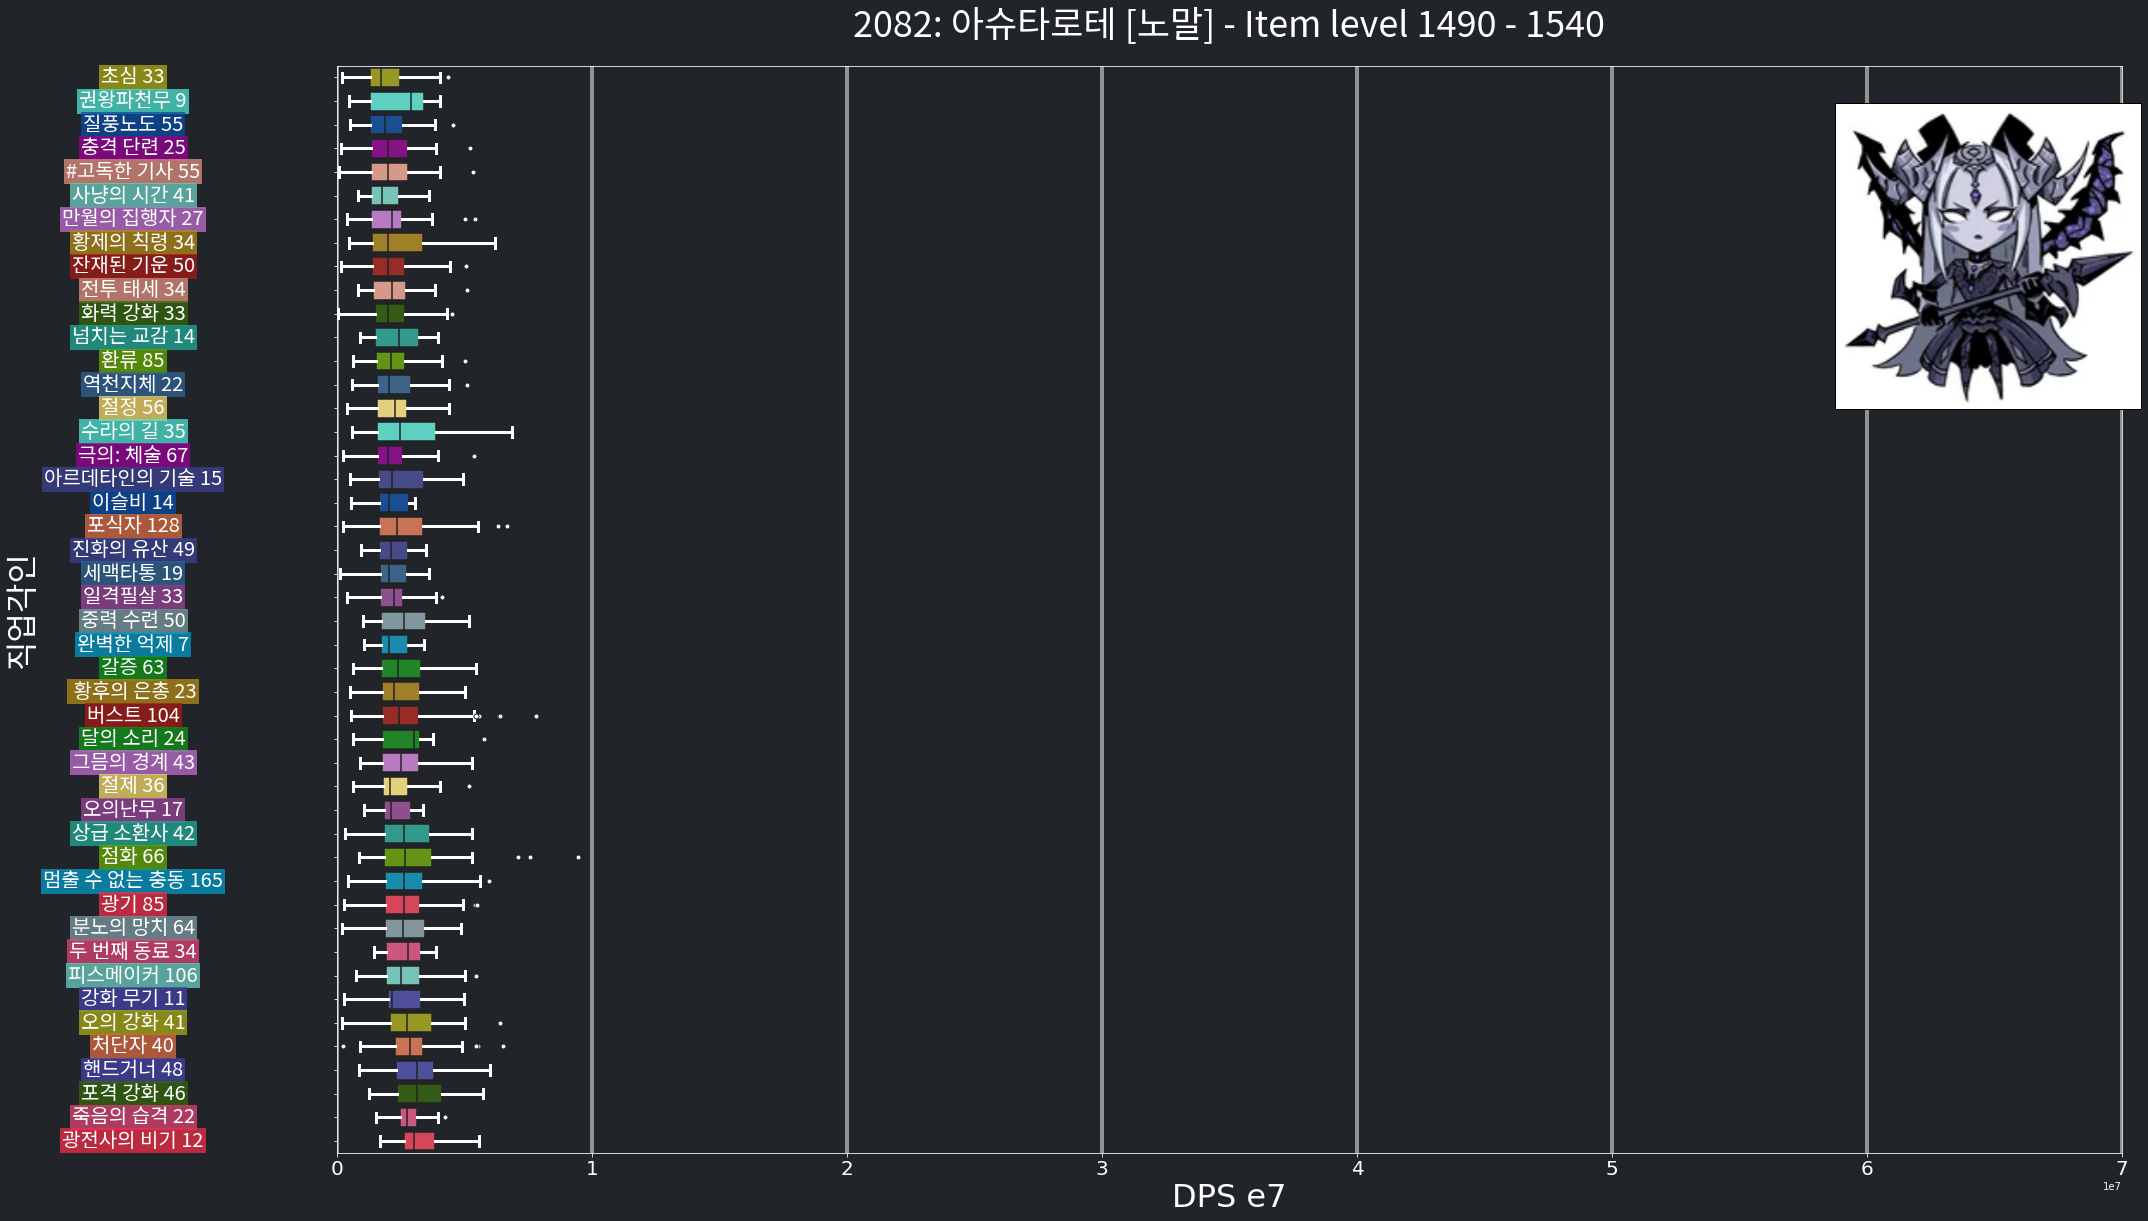 2082: 아슈타로테 [노말] - Item level 1490 - 1540
초심 33
권왕파천무 9
질풍노도 55
충격 단련 25
#고독한 기사 55
사냥의 시간 41
만월의 집행자 27
황제의 칙령 34
잔재된 기운 50
전투 태세 34
화력 강화 33
넘치는 교감 14
환류 85
역천지체 22
절정 56
수라의 길 35
극의: 체술 67
아르데타인의 기술 15
이슬비 14
포식자 128
진화의 유산 49
세맥타통 19
일격필살 33
중력 수련 50
완벽한 억제 7
갈증 63
황후의 은총 23
버스트 104
달의 소리 24
그믐의 경계 43
절제 36
오의난무 17
상급 소환사 42
점화 66
멈출 수 없는 충동 165
광기 85
분노의 망치 64
두 번째 동료 34
피스메이커 106
강화 무기 11
오의 강화 41
처단자 40
핸드거너 48
포격 강화 46
죽음의 습격 22
광전사의 비기 12
직업각인
0 1 2 3 4 5 6 7
1e7
DPS e7